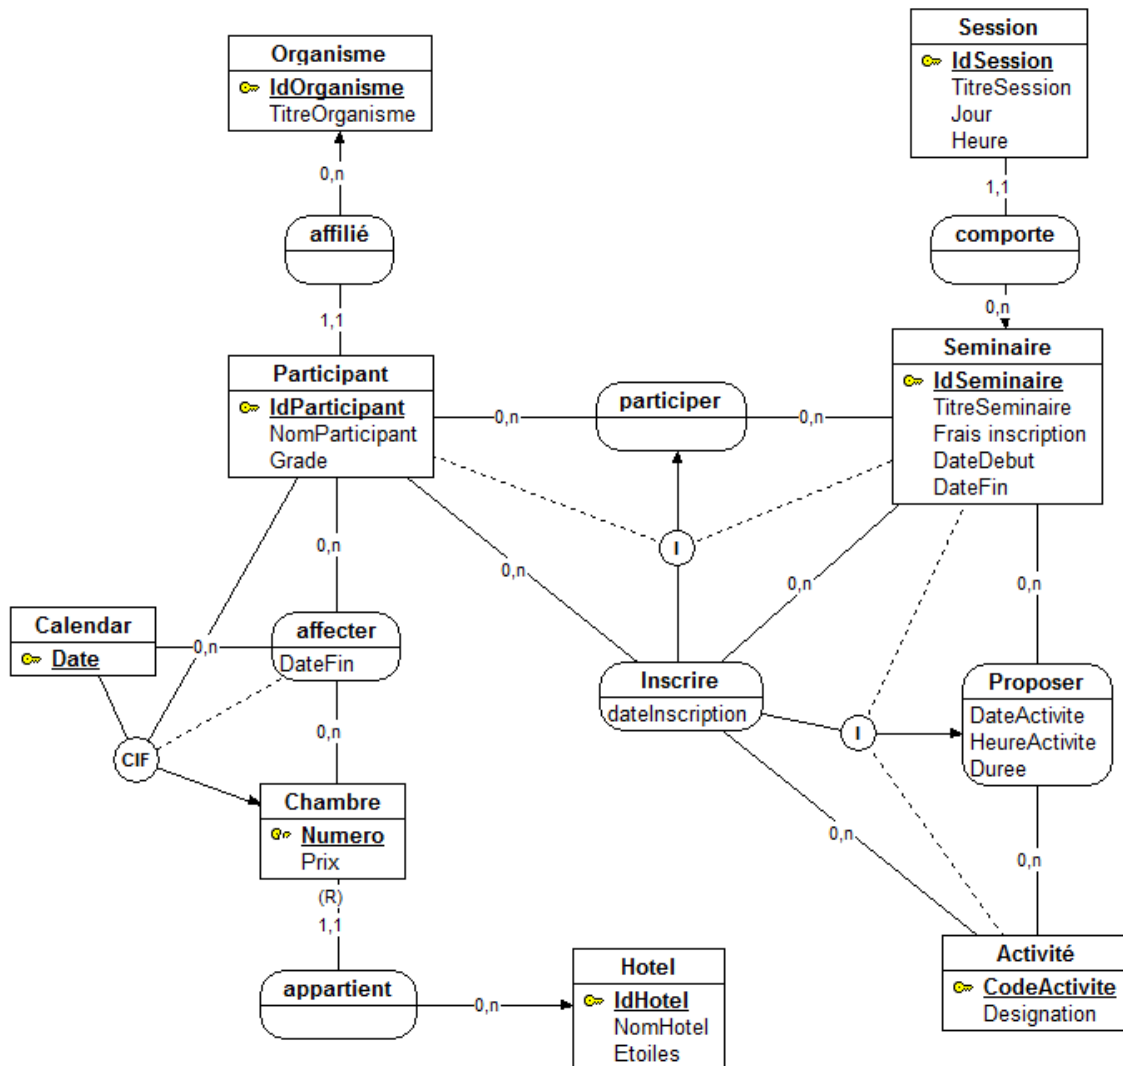 Organisme
IdOrganisme
TitreOrganisme
0,n
affilié
1,1
Session
IdSession
TitreSession
Jour
Heure
1,1
comporte
0,n
Participant
IdParticipant
NomParticipant
Grade
0,n
participer
0,n
Seminaire
IdSeminaire
TitreSeminaire
Frais inscription
DateDebut
DateFin
I
0,n
0,n
0,n
0,n
Calendar
Date
0,n
affecter
DateFin
Inscrire
dateInscription
I
Proposer
DateActivite
HeureActivite
Duree
0,n
CIF
Chambre
Numero
Prix
(R)
1,1
0,n
0,n
appartient
0,n
Hotel
IdHotel
NomHotel
Etoiles
Activité
CodeActivite
Designation